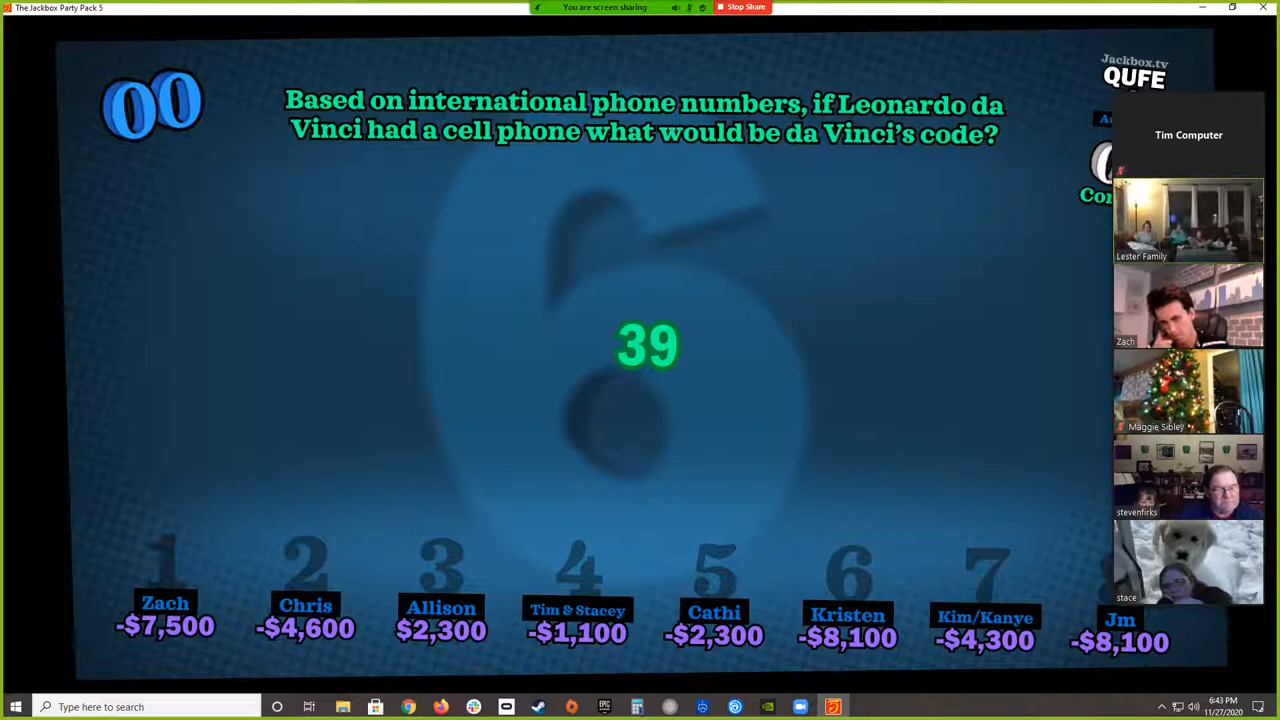 The Jackbox Party Pack 5
You are screen sharing
Stop Share
00
Based on international phone numbers, if Leonardo da
Vinci had a cell phone what would be da Vinci's code?
Jackbox.tv
QUFE
Tim Computer
Lester Family
Zach
Maggie Sibley
stevenfirks
stace
39
1
2
3
4
5
6
7
Zach
Chris
Allison
Tim & Stacey
Cathi
Kristen
Kim/Kanye
Jm
-$7,500
-$4,600
$2,300
-$1,100
-$2,300
-$8,100
-$4,300
-$8,100
Type here to search
6:43 PM
11/27/2020